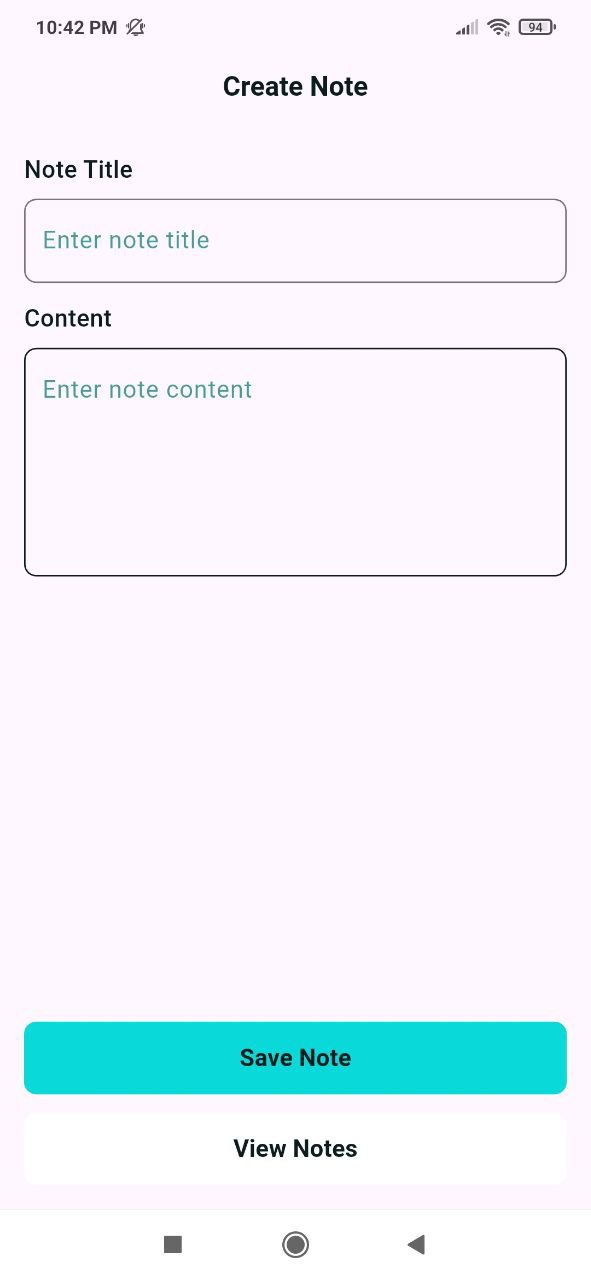 10:42 PM
94
Create Note
Note Title
Enter note title
Content
Enter note content
Save Note
View Notes